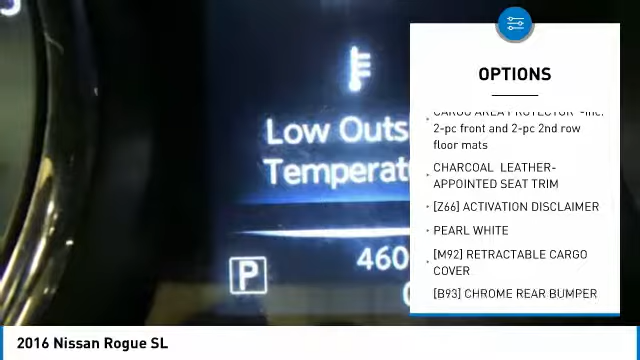 Low Outs
Temperat
P
460
OPTIONS
2-pc front and 2-pc 2nd row
floor mats
CHARCOAL LEATHER-
APPOINTED SEAT TRIM
[Z66] ACTIVATION DISCLAIMER
PEARL WHITE
[M92] RETRACTABLE CARGO
COVER
[B93] CHROME REAR BUMPER
2016 Nissan Rogue SL